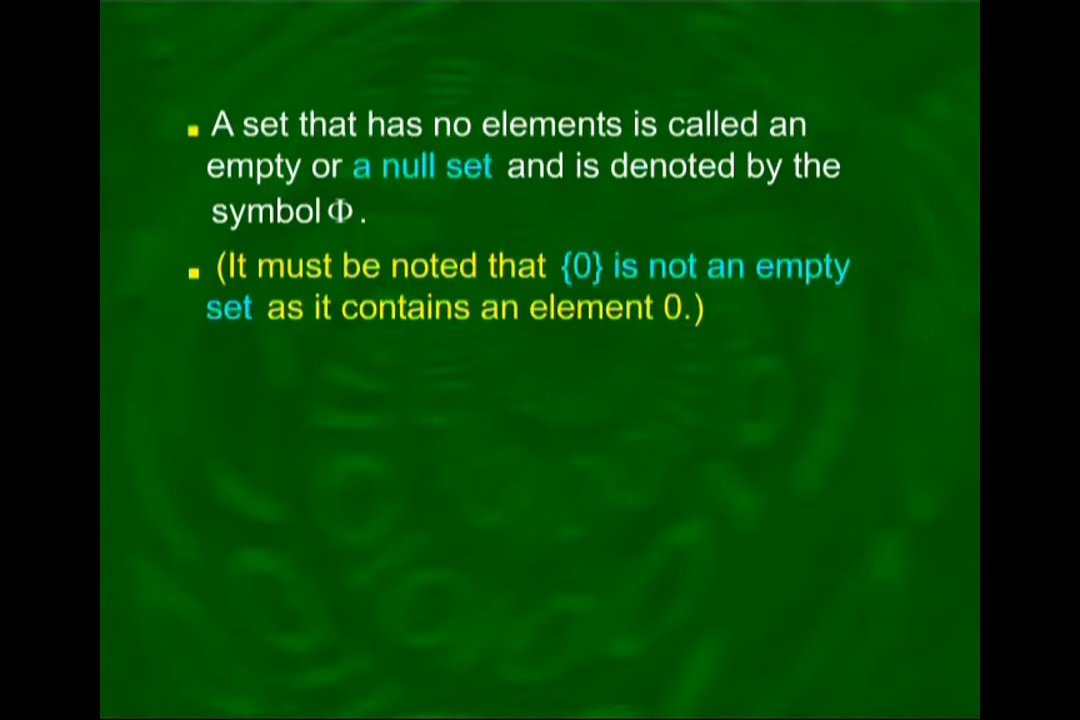 ▪ A set that has no elements is called an
empty or a null set and is denoted by the
symbol Φ .
▪ (It must be noted that {0} is not an empty
set as it contains an element 0.)